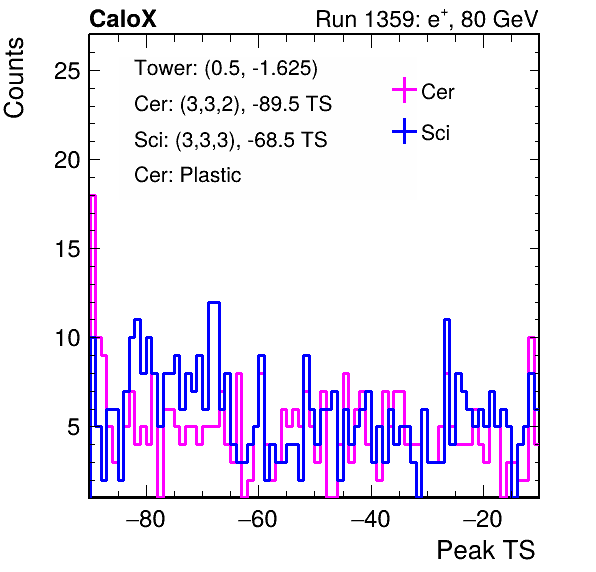 CaloX Run 1359: e⁺, 80 GeV
Counts
Tower: (0.5, -1.625)
Cer: (3,3,2), -89.5 TS
Sci: (3,3,3), -68.5 TS
Cer: Plastic
Cer
Sci
25
20
15
10
5
−80 −60 −40 −20
Peak TS